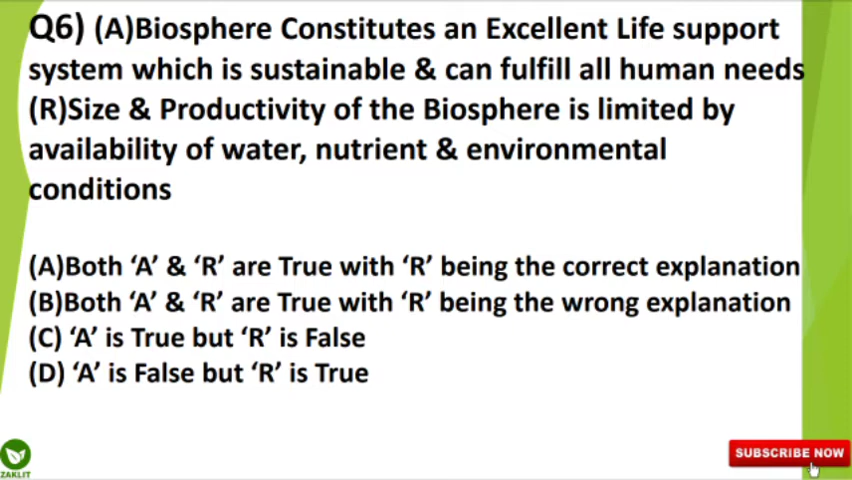 Q6) (A)Biosphere Constitutes an Excellent Life support
system which is sustainable & can fulfill all human needs
(R)Size & Productivity of the Biosphere is limited by
availability of water, nutrient & environmental
conditions
(A)Both ‘A’ & ‘R’ are True with ‘R’ being the correct explanation
(B)Both ‘A’ & ‘R’ are True with ‘R’ being the wrong explanation
(C) ‘A’ is True but ‘R’ is False
(D) ‘A’ is False but ‘R’ is True
SUBSCRIBE NOW
ZAKLIT